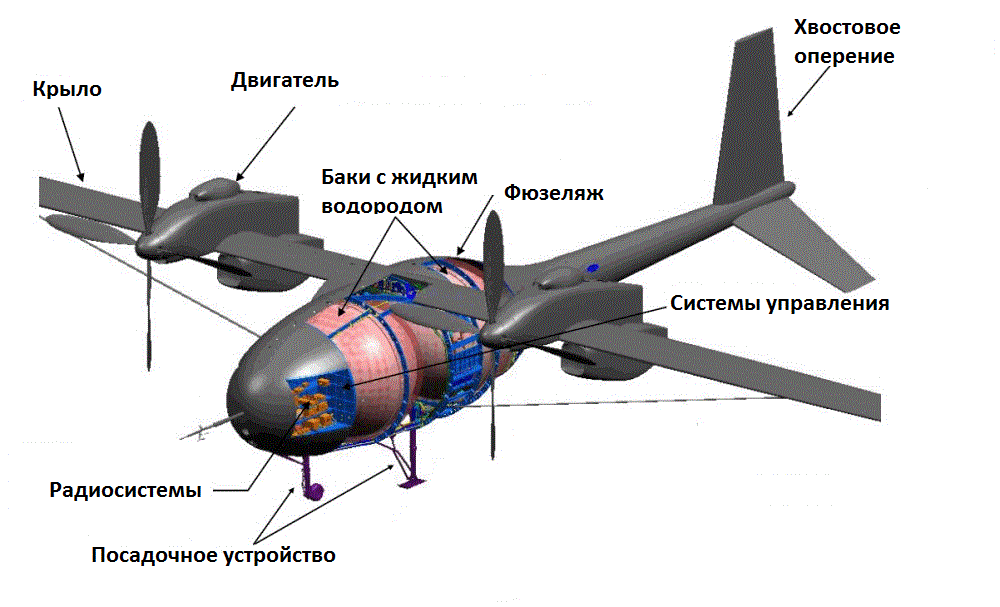 Хвостовое
оперение
Двигатель
Крыло
Баки с жидким
водородом
Фюзеляж
Системы управления
Радиосистемы
Посадочное устройство